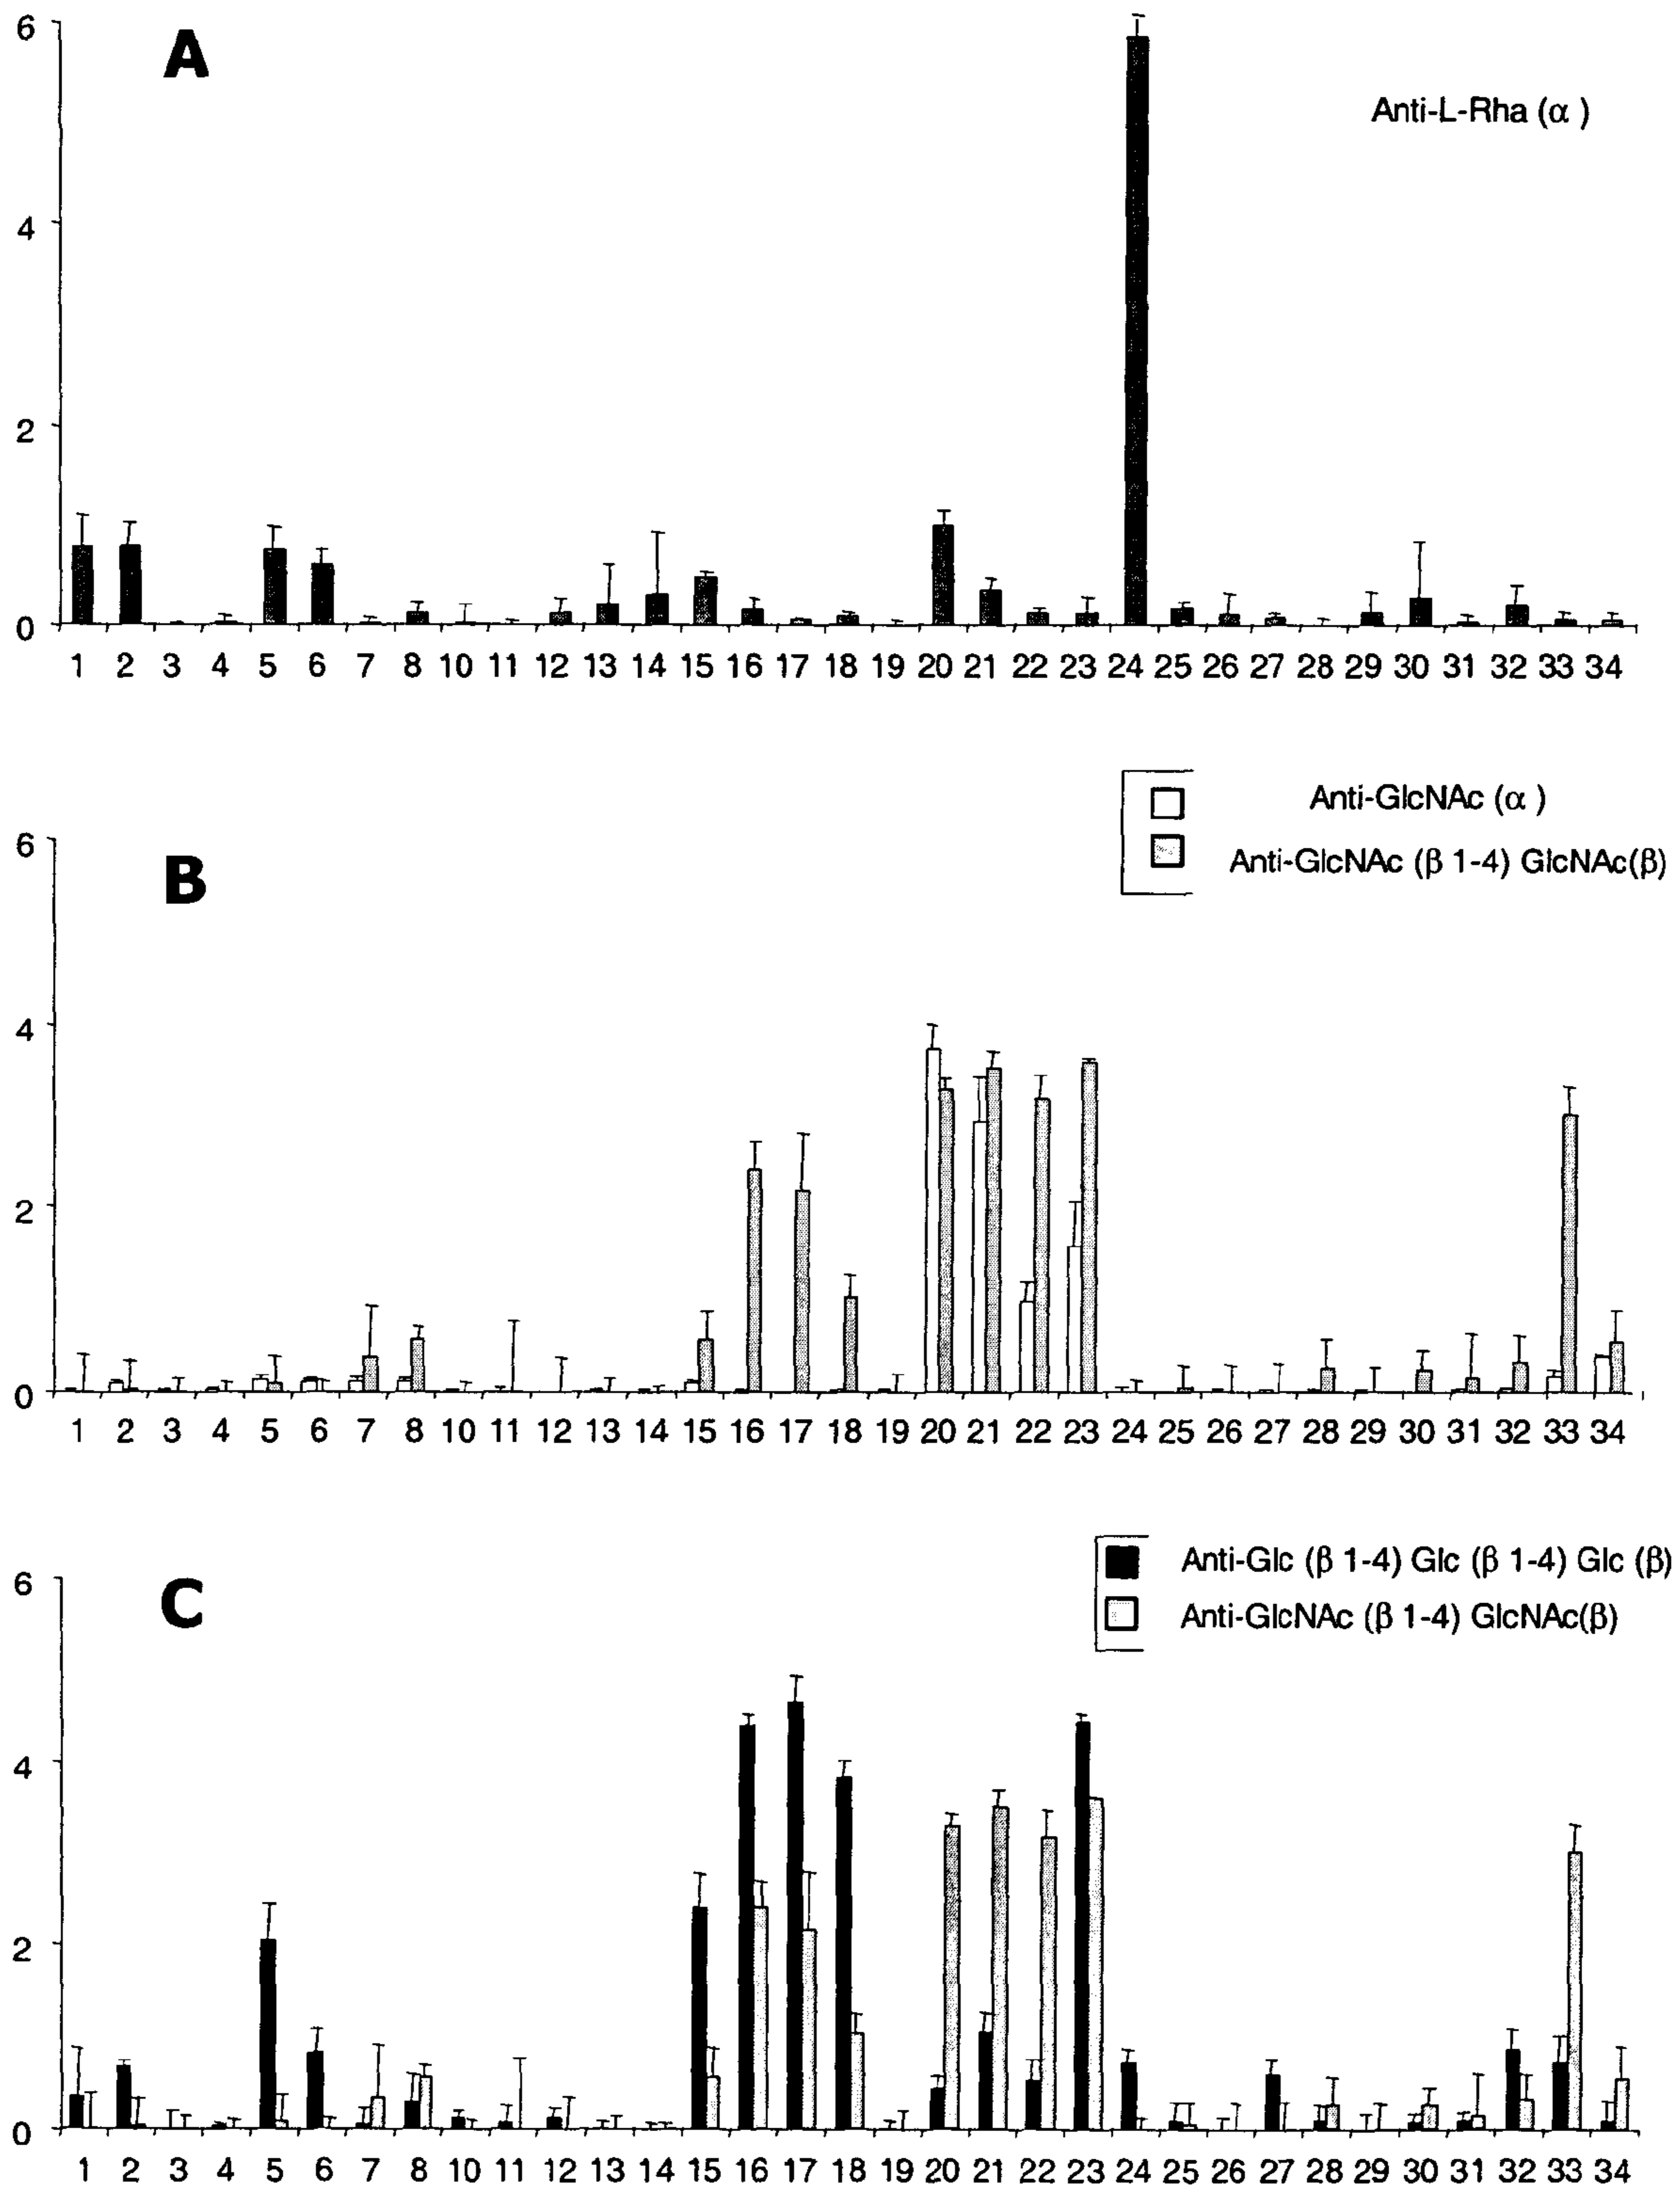 A
Anti-L-Rha (α )
6
4
2
0
1 2 3 4 5 6 7 8 10 11 12 13 14 15 16 17 18 19 20 21 22 23 24 25 26 27 28 29 30 31 32 33 34
B
Anti-GlcNAc (α )
Anti-GlcNAc (β 1-4) GlcNAc(β)
6
4
2
0
1 2 3 4 5 6 7 8 10 11 12 13 14 15 16 17 18 19 20 21 22 23 24 25 26 27 28 29 30 31 32 33 34
C
Anti-Glc (β 1-4) Glc (β 1-4) Glc (β)
Anti-GlcNAc (β 1-4) GlcNAc(β)
6
4
2
0
1 2 3 4 5 6 7 8 10 11 12 13 14 15 16 17 18 19 20 21 22 23 24 25 26 27 28 29 30 31 32 33 34